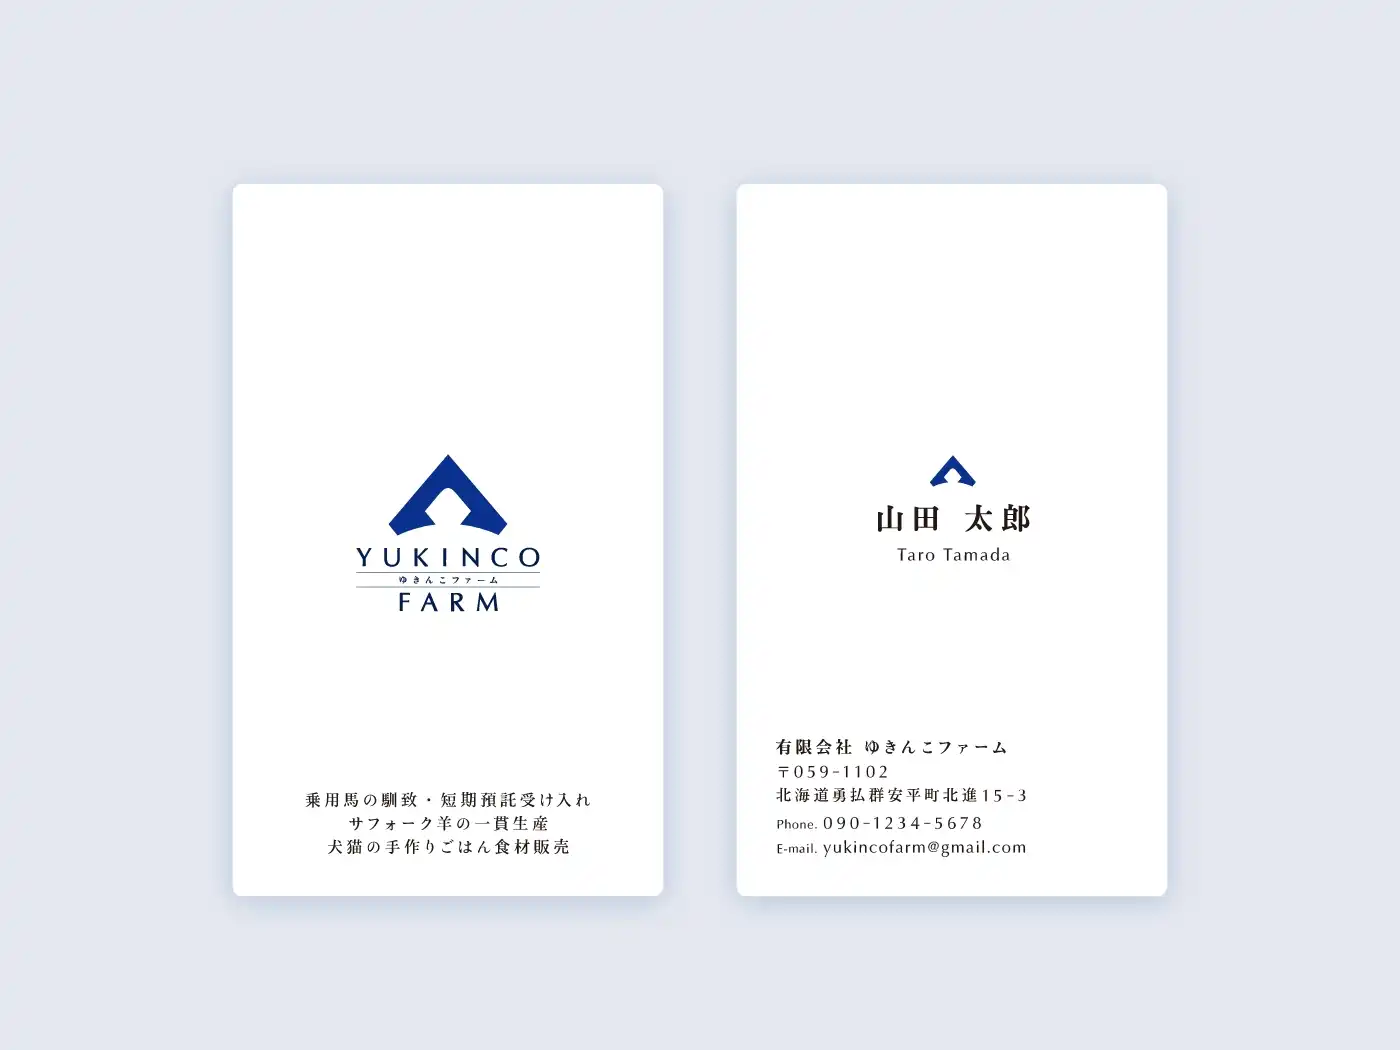 YUKINCO
ゆきんこファーム
FARM
乗用馬の馴致・短期預託受け入れ
サフォーク羊の一貫生産
犬猫の手作りごはん食材販売
山田 太郎
Taro Tamada
有限会社 ゆきんこファーム
〒059-1102
北海道勇払群安平町北進15-3
Phone. 090-1234-5678
E-mail. yukincofarm@gmail.com